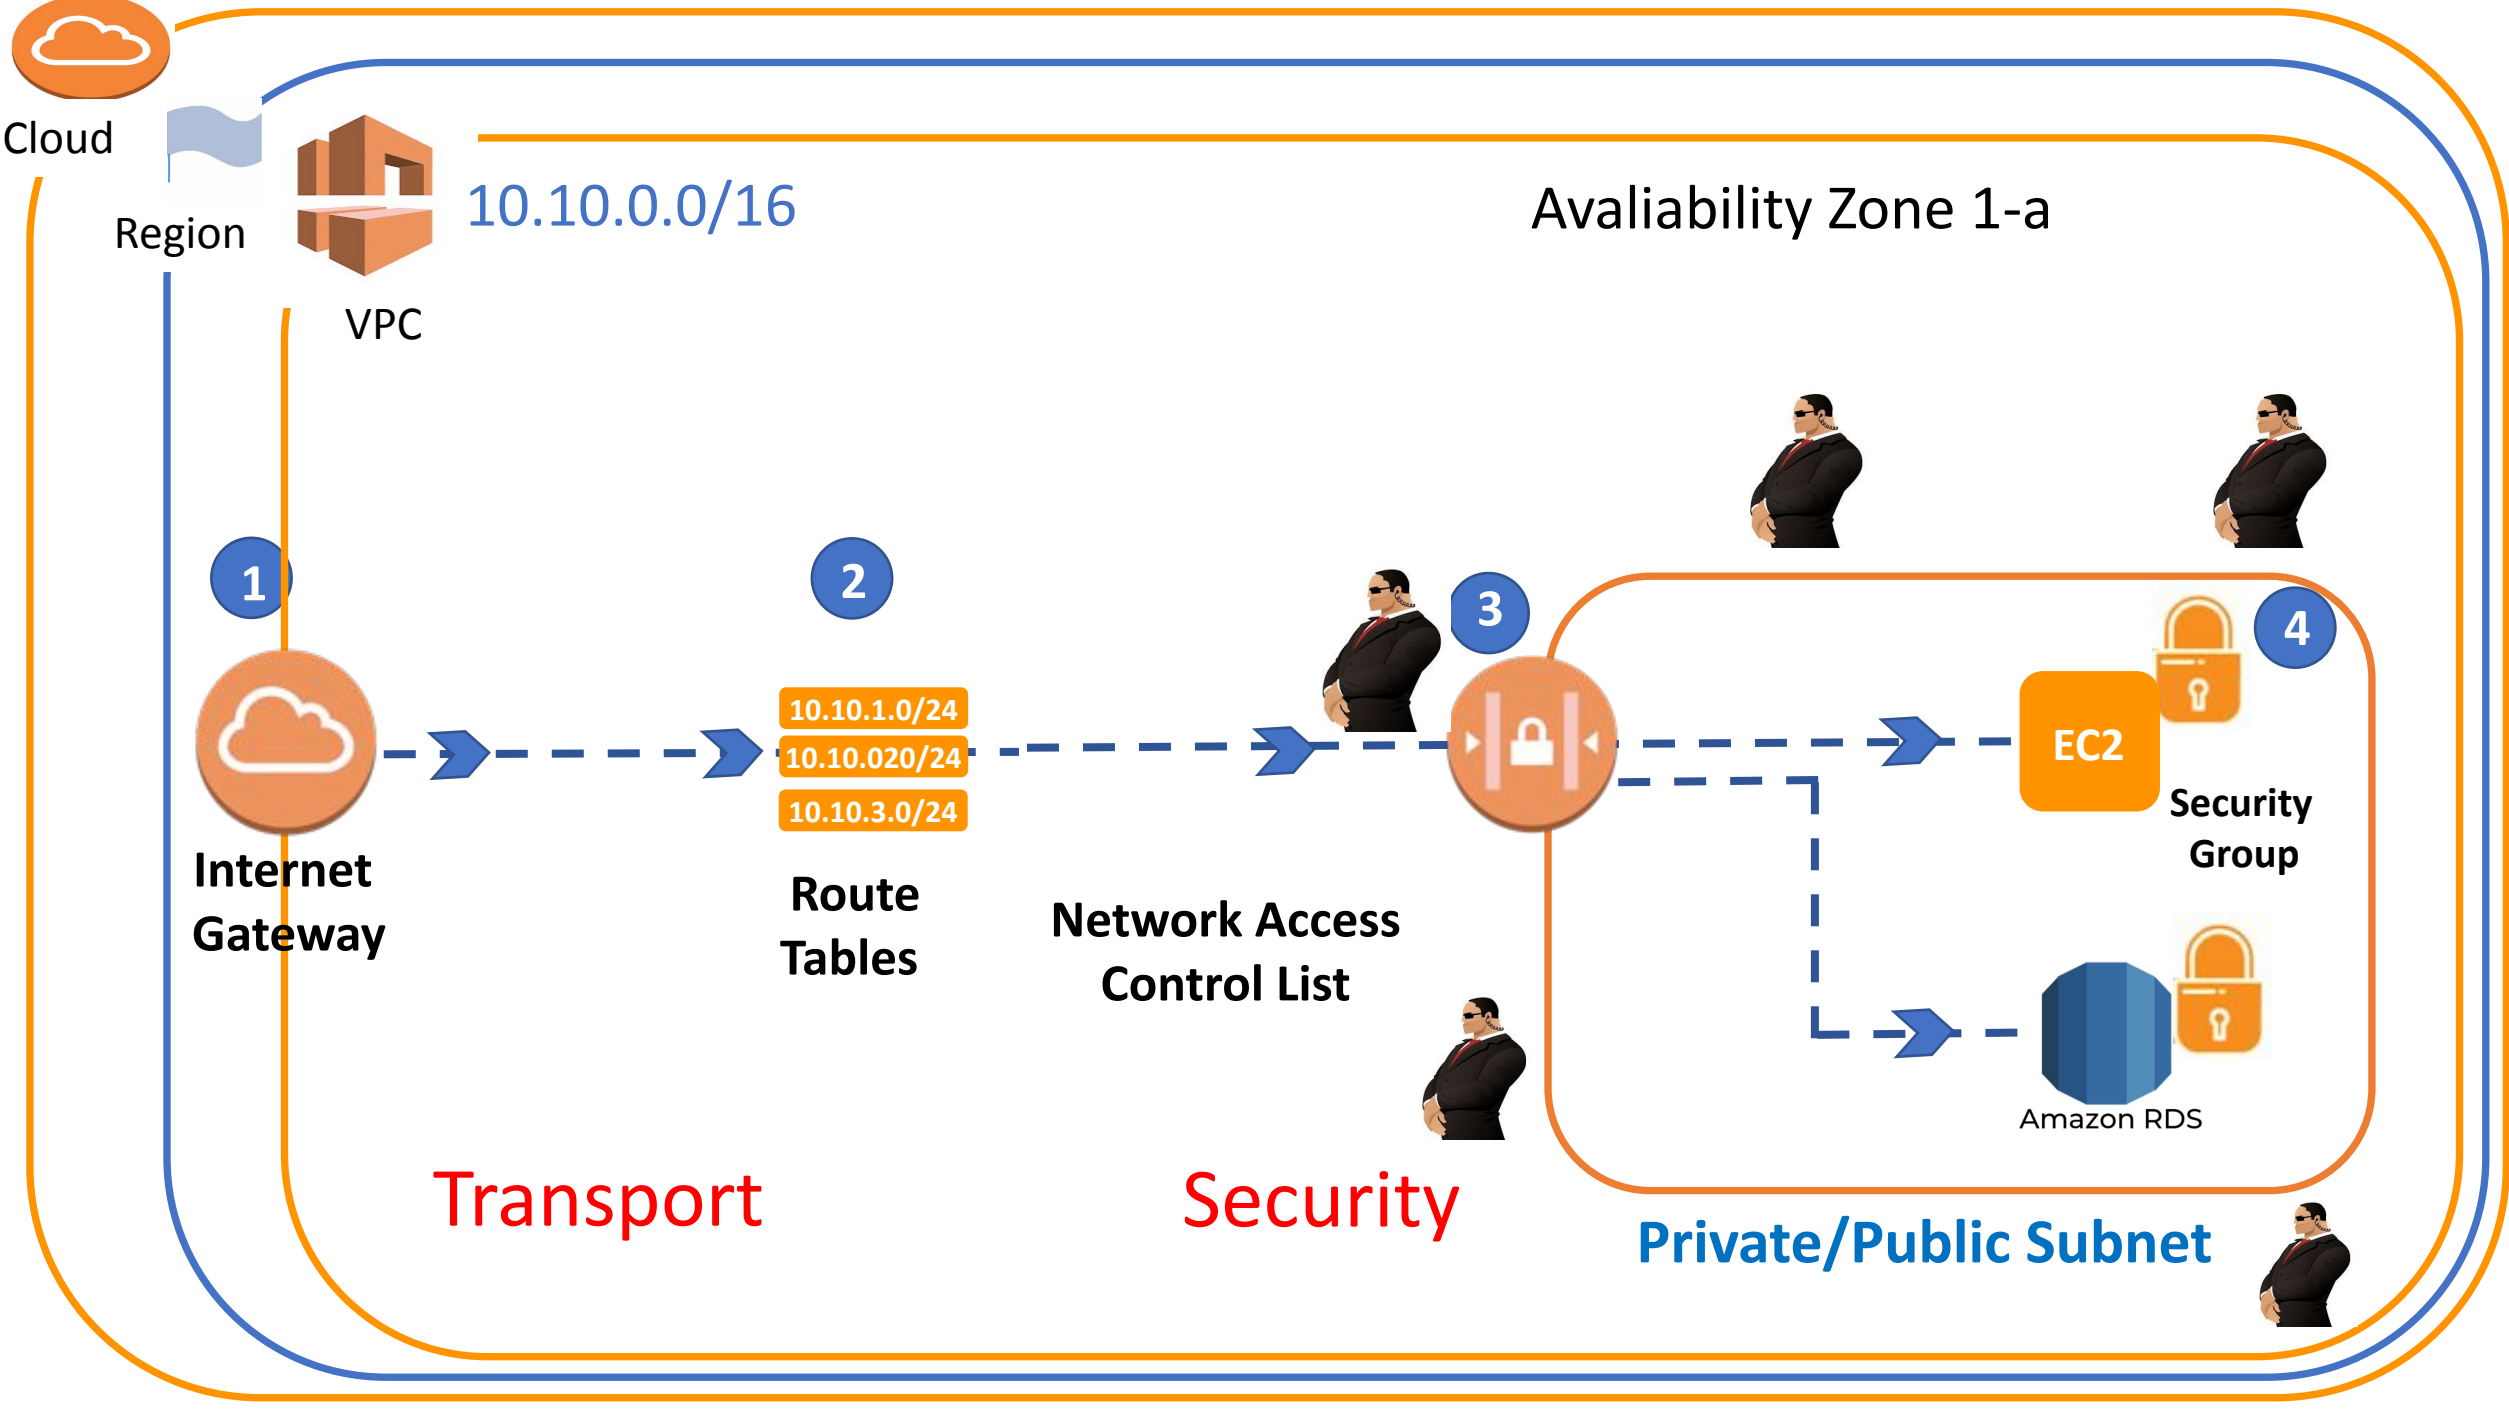 Cloud
Region
VPC
10.10.0.0/16
Avaliability Zone 1-a
1
2
3
4
10.10.1.0/24
10.10.020/24
10.10.3.0/24
EC2
Security
Group
Internet
Gateway
Route
Tables
Network Access
Control List
Amazon RDS
Transport
Security
Private/Public Subnet